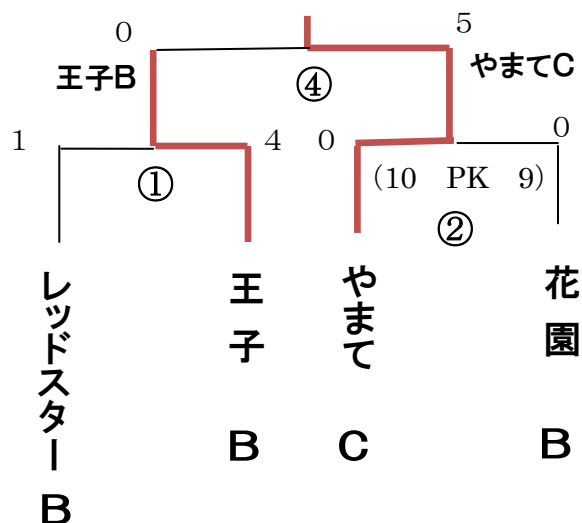 0 5
王子B やまてC
④
1 4 0 0
① (10 PK 9)
②
レッドスターB
王子B
やまてC
花園B